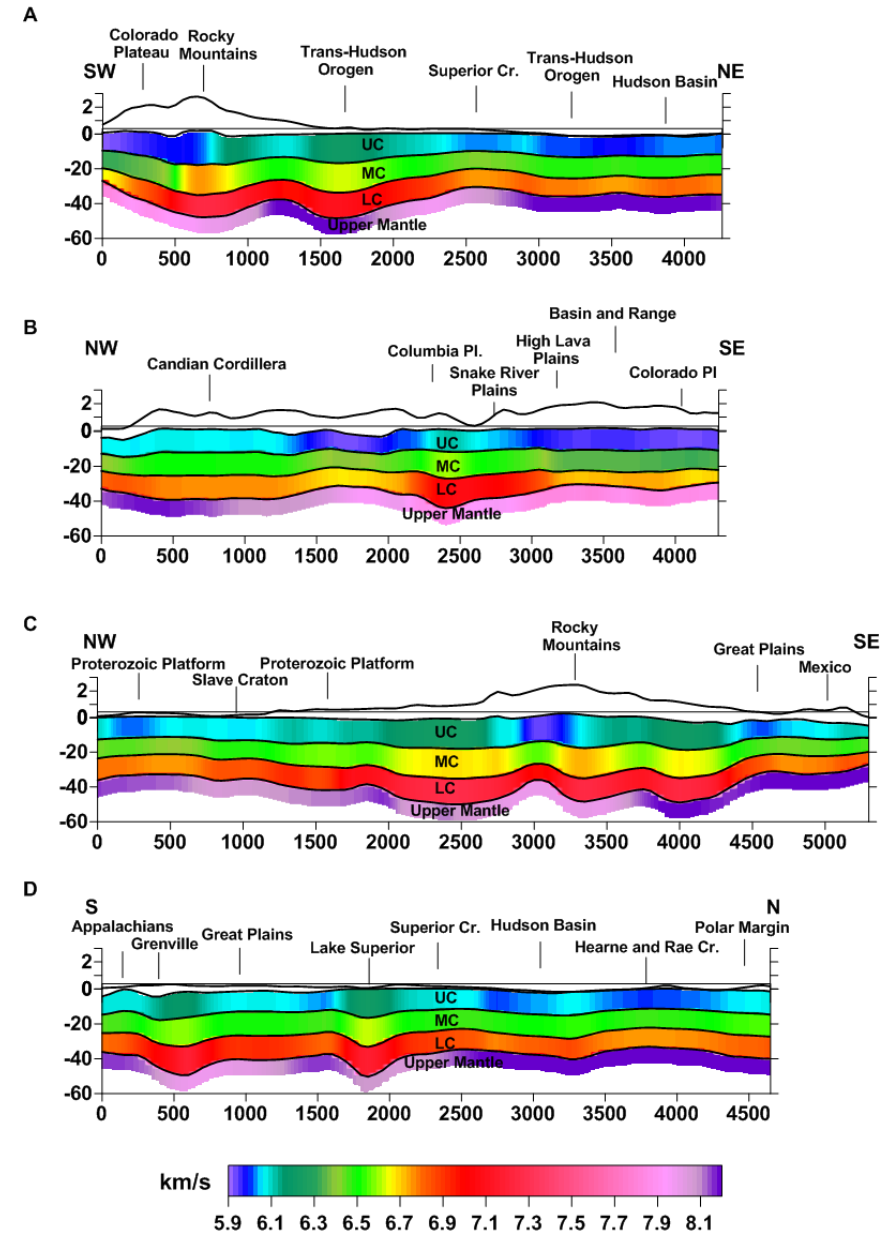 A
Colorado
Plateau
Rocky
Mountains
Trans-Hudson
Orogen
Superior Cr.
Trans-Hudson
Orogen
Hudson Basin
SW
NE
2
0
-20
-40
-60
UC
MC
LC
Upper Mantle
0 500 1000 1500 2000 2500 3000 3500 4000
B
NW
SE
Candian Cordillera
Columbia Pl.
Snake River
Plains
High Lava
Plains
Basin and Range
Colorado Pl
2
0
-20
-40
-60
UC
MC
LC
Upper Mantle
0 500 1000 1500 2000 2500 3000 3500 4000
C
NW
SE
Proterozoic Platform
Slave Craton
Proterozoic Platform
Rocky
Mountains
Great Plains
Mexico
2
0
-20
-40
-60
UC
MC
LC
Upper Mantle
0 500 1000 1500 2000 2500 3000 3500 4000 4500 5000
D
S
N
Appalachians
Grenville
Great Plains
Lake Superior
Superior Cr.
Hudson Basin
Hearne and Rae Cr.
Polar Margin
2
0
-20
-40
-60
UC
MC
LC
Upper Mantle
0 500 1000 1500 2000 2500 3000 3500 4000 4500
km/s
5.9 6.1 6.3 6.5 6.7 6.9 7.1 7.3 7.5 7.7 7.9 8.1